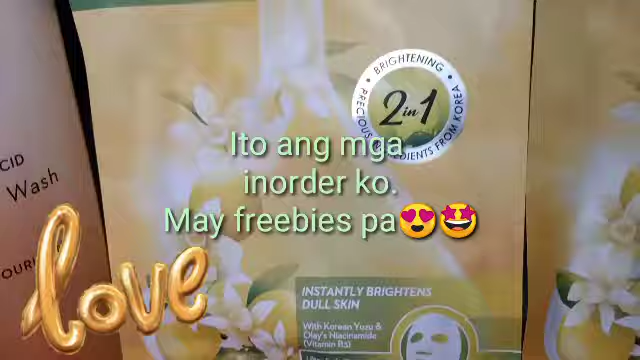 BRIGHTENING
2in1
PRECIOUS INGREDIENTS FROM KOREA
Ito ang mga
inorder ko.
May freebies pa😍🤩
CID
Wash
love
INSTANTLY BRIGHTENS
DULL SKIN
With Korean Yuzu &
Olay's Niacinamide
(Vitamin B3)